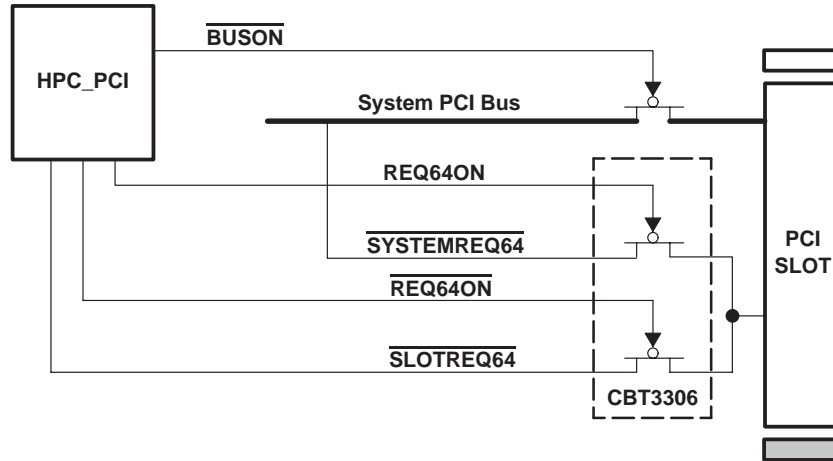 BUSON
HPC_PCI
System PCI Bus
REQ64ON
SYSTEMREQ64
PCI
SLOT
REQ64ON
SLOTREQ64
CBT3306